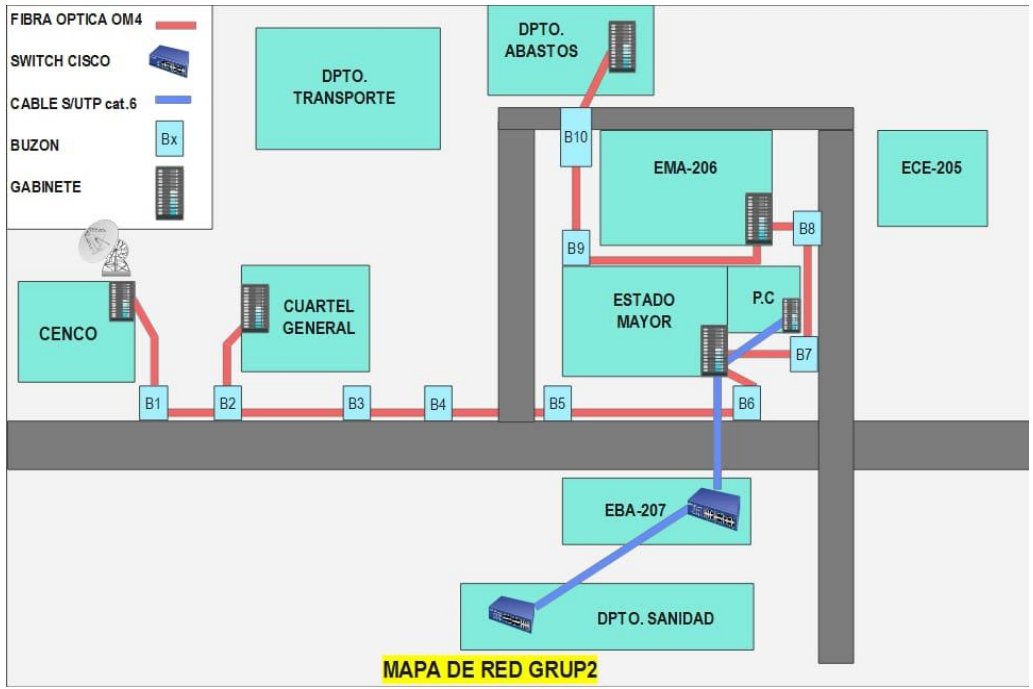 FIBRA OPTICA OM4
SWITCH CISCO
CABLE S/UTP cat.6
BUZON
Bx
GABINETE
DPTO.
TRANSPORTE
DPTO.
ABASTOS
B10
EMA-206
ECE-205
B8
B9
CENCO
CUARTEL
GENERAL
ESTADO
MAYOR
P.C
B7
B1
B2
B3
B4
B5
B6
EBA-207
DPTO. SANIDAD
MAPA DE RED GRUP2